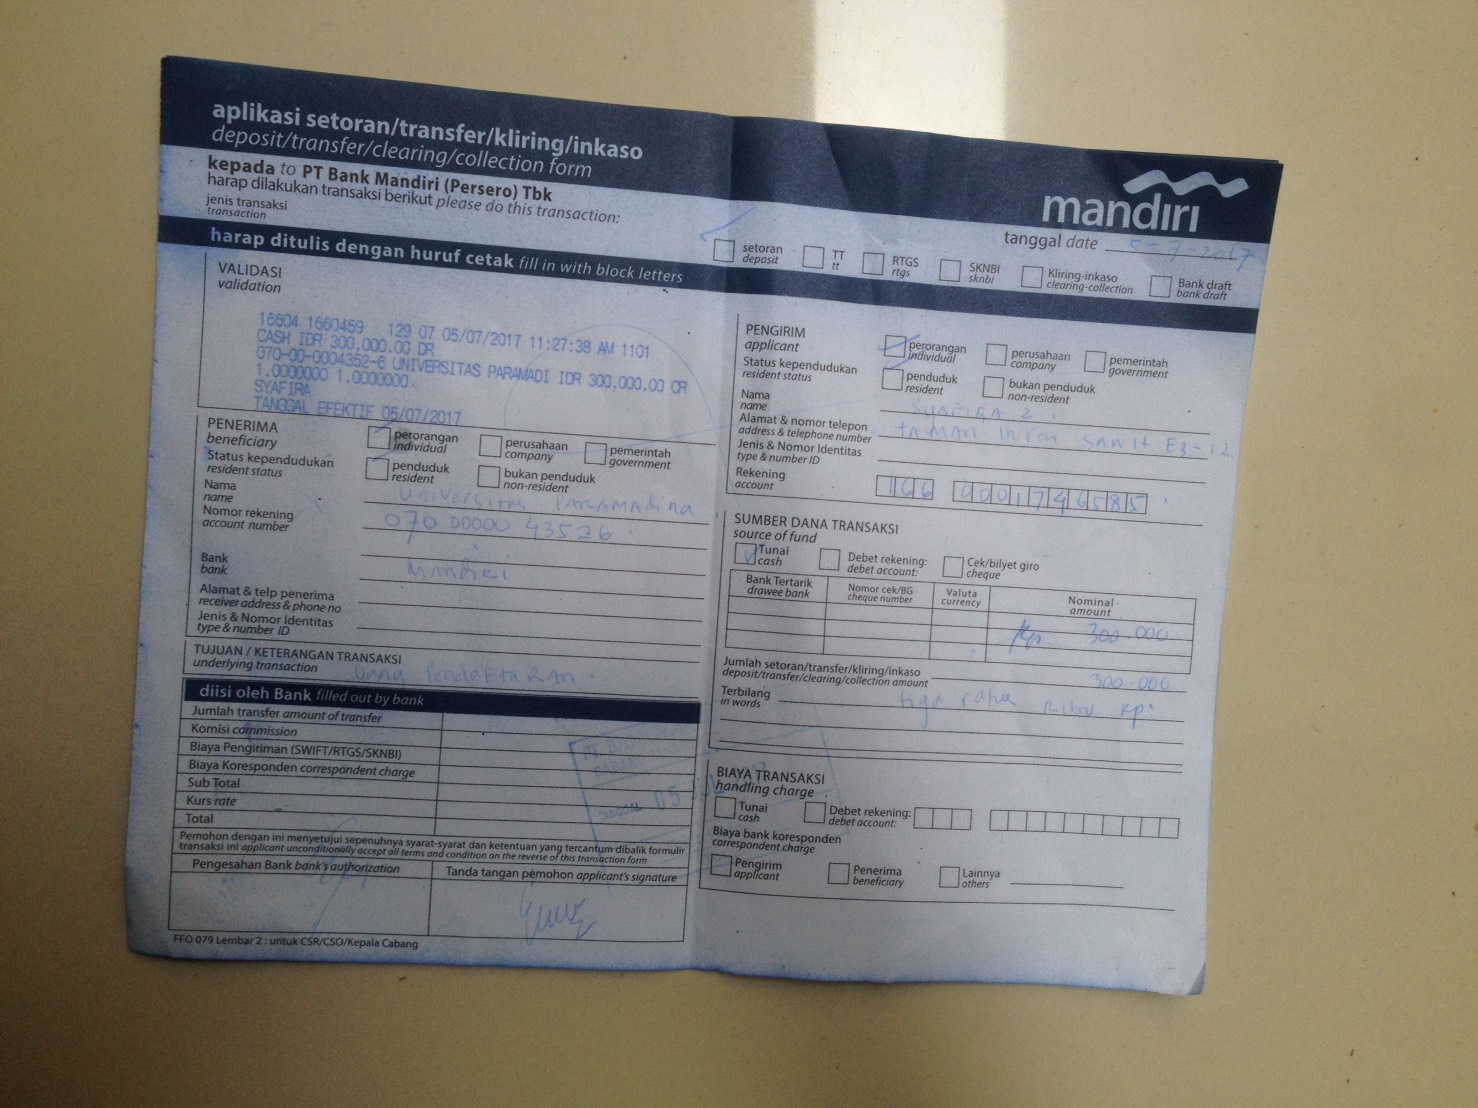 aplikasi setoran/transfer/kliring/inkaso
deposit/transfer/clearing/collection form
mandırı
kepada to PT Bank Mandiri (Persero) Tbk
harap dilakukan transaksi berikut please do this transaction:
tanggal date 5-7-2017
jenis transaksi
transaction
setoran
deposit
TT
tt
RTGS
rtgs
SKNBI
sknbi
Kliring-inkaso
clearing-collection
Bank draft
bank draft
harap ditulis dengan huruf cetak fill in with block letters
VALIDASI
validation
16604 1660459 129 07 05/07/2017 11:27:38 AM 1101
CASH IDR 300,000.00 DR
070-00-0004352-6 UNIVERSITAS PARAMADI IDR 300,000.00 CR
1.0000000 1.0000000
SYAFIRA
TANGGAL EFEKTIF 05/07/2017
PENERIMA
beneficiary
perorangan
individual
perusahaan
company
pemerintah
government
Status kependudukan
resident status
penduduk
resident
bukan penduduk
non-resident
Nama
name
Universitas PARAMADina
Nomor rekening
account number
070 00000 43526
Bank
bank
Mandiri
Alamat & telp penerima
receiver address & phone no
Jenis & Nomor Identitas
type & number ID
TUJUAN / KETERANGAN TRANSAKSI
underlying transaction
Uang Pendaftaran
diisi oleh Bank filled out by bank
Jumlah transfer amount of transfer
Komisi commission
Biaya Pengiriman (SWIFT/RTGS/SKNBI)
Biaya Koresponden correspondent charge
Sub Total
Kurs rate
Total
PT. BANK
CABANG
05 JUL 2017
Pemohon dengan ini menyetujui sepenuhnya syarat-syarat dan ketentuan yang tercantum dibalik formulir
transaksi ini applicant unconditionally accept all terms and condition on the reverse of this transaction form
Pengesahan Bank bank's authorization
Tanda tangan pemohon applicant's signature
FFO 079 Lembar 2 : untuk CSR/CSO/Kepala Cabang
PENGIRIM
applicant
perorangan
individual
perusahaan
company
pemerintah
government
Status kependudukan
resident status
penduduk
resident
bukan penduduk
non-resident
Nama
name
SYAFIRA Z.
Alamat & nomor telepon
address & telephone number
TAMAN Duren SAWIT E3-12
Jenis & Nomor Identitas
type & number ID
Rekening
account
166 0001746585
SUMBER DANA TRANSAKSI
source of fund
Tunai
cash
Debet rekening:
debet account:
Cek/bilyet giro
cheque
Bank Tertarik
drawee bank
Nomor cek/BG
cheque number
Valuta
currency
Nominal
amount
Rp 300.000
Jumlah setoran/transfer/kliring/inkaso
deposit/transfer/clearing/collection amount
300.000
Terbilang
in words
tiga ratus Ribu Rp
BIAYA TRANSAKSI
handling charge
Tunai
cash
Debet rekening:
debet account:
Biaya bank koresponden
correspondent charge
Pengirim
applicant
Penerima
beneficiary
Lainnya
others